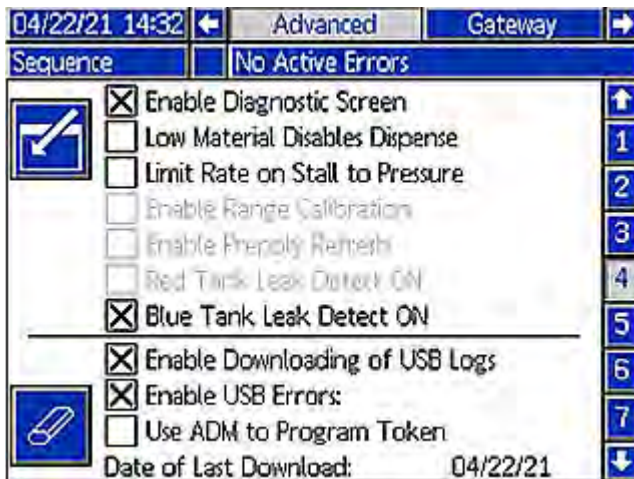 04/22/21 14:32 Advanced Gateway
Sequence No Active Errors
Enable Diagnostic Screen
Low Material Disables Dispense
Limit Rate on Stall to Pressure
Enable Range Calibration
Enable Prepoly Refresh
Red Tank Leak Detect ON
Blue Tank Leak Detect ON
Enable Downloading of USB Logs
Enable USB Errors:
Use ADM to Program Token
Date of Last Download: 04/22/21
1
2
3
4
5
6
7